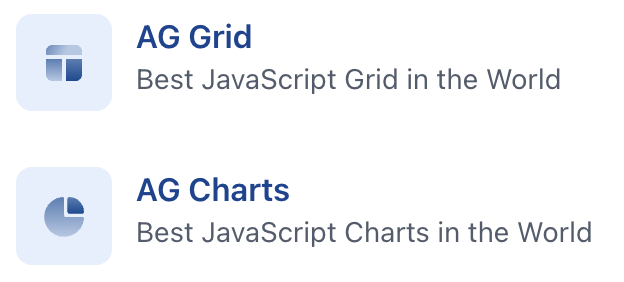 AG Grid
Best JavaScript Grid in the World
AG Charts
Best JavaScript Charts in the World